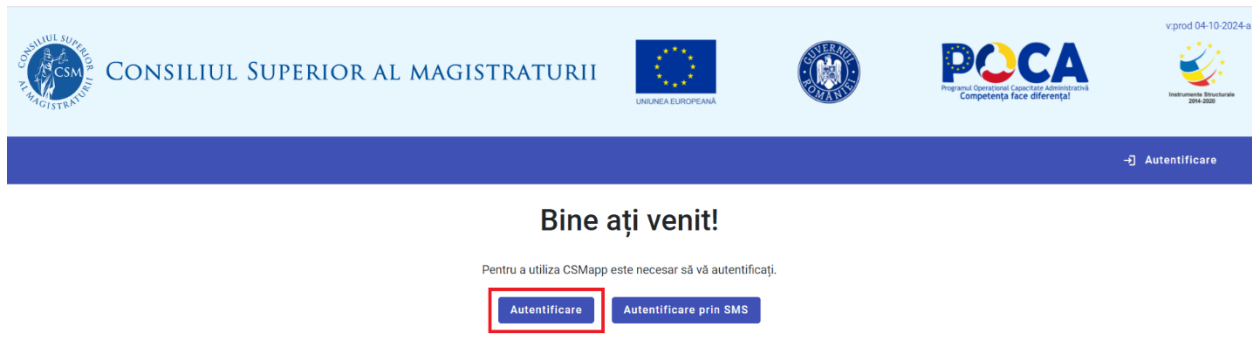 v:prod 04-10-2024-a
CONSILIUL SUPERIOR AL MAGISTRATURII
CSM
CONSILIUL SUPERIOR AL MAGISTRATURII
UNIUNEA EUROPEANĂ
GUVERNUL ROMÂNIEI
POCA
Programul Operațional Capacitate Administrativă
Competența face diferența!
Instrumente Structurale
2014-2020
Autentificare
Bine ați venit!
Pentru a utiliza CSMapp este necesar să vă autentificați.
Autentificare
Autentificare prin SMS